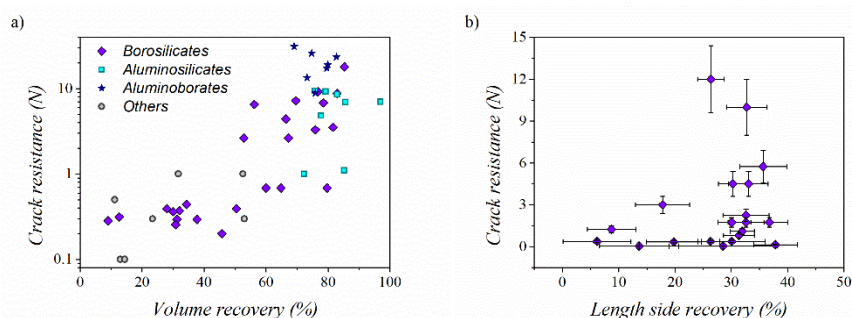 a)
b)
Borosilicates
Aluminosilicates
Aluminoborates
Others
10
1
0.1
0 20 40 60 80 100
Crack resistance (N)
Volume recovery (%)
15
12
9
6
3
0
0 10 20 30 40 50
Crack resistance (N)
Length side recovery (%)